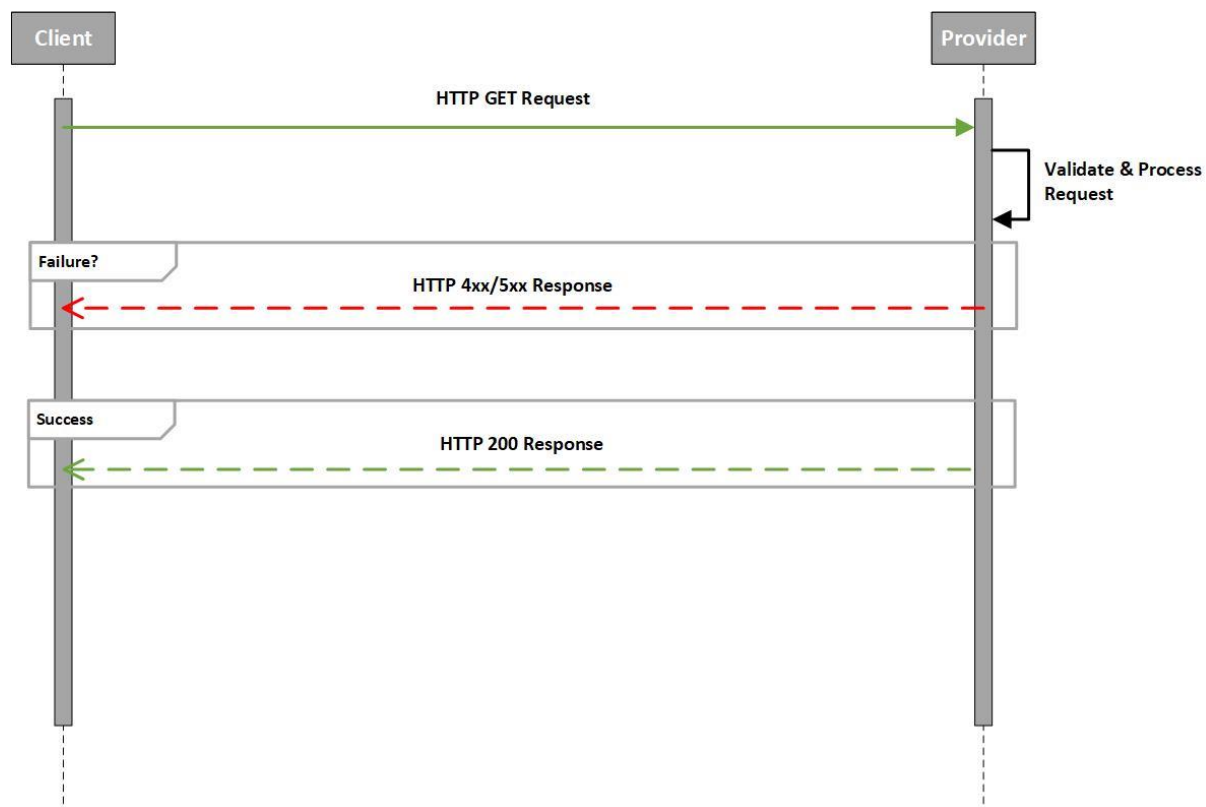 Client
Provider
HTTP GET Request
Validate & Process
Request
Failure?
HTTP 4xx/5xx Response
Success
HTTP 200 Response